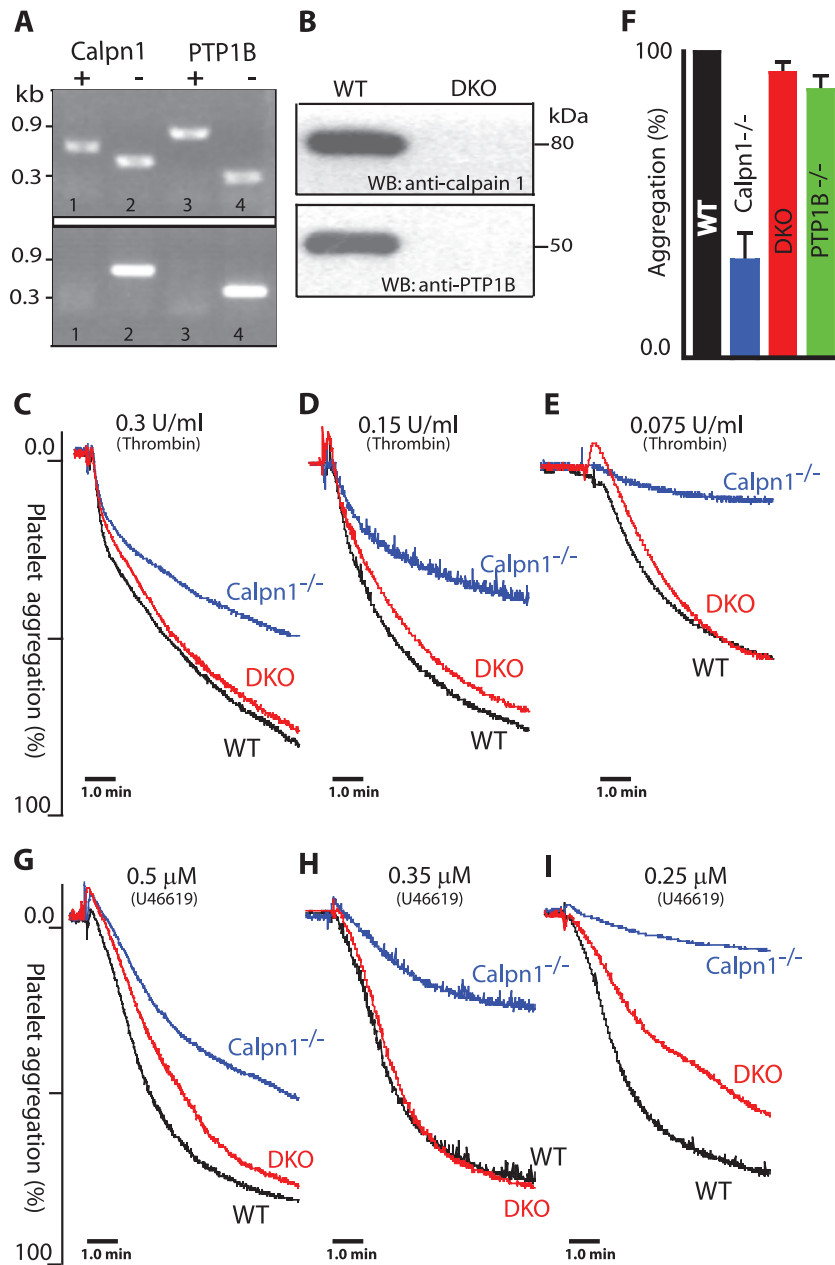 A
Calpn1 PTP1B
+ - + -
kb
0.9
0.3
1 2 3 4
0.9
0.3
1 2 3 4
B
WT DKO
kDa
80
WB: anti-calpain 1
50
WB: anti-PTP1B
F
100
Aggregation (%)
0.0
WT
Calpn1-/-
DKO
PTP1B -/-
C
0.3 U/ml
(Thrombin)
0.0
Platelet aggregation (%)
100
Calpn1-/-
DKO
WT
1.0 min
D
0.15 U/ml
(Thrombin)
Calpn1-/-
DKO
WT
1.0 min
E
0.075 U/ml
(Thrombin)
Calpn1-/-
DKO
WT
1.0 min
G
0.5 μM
(U46619)
0.0
Platelet aggregation (%)
100
Calpn1-/-
DKO
WT
1.0 min
H
0.35 μM
(U46619)
Calpn1-/-
WT
DKO
1.0 min
I
0.25 μM
(U46619)
Calpn1-/-
DKO
WT
1.0 min